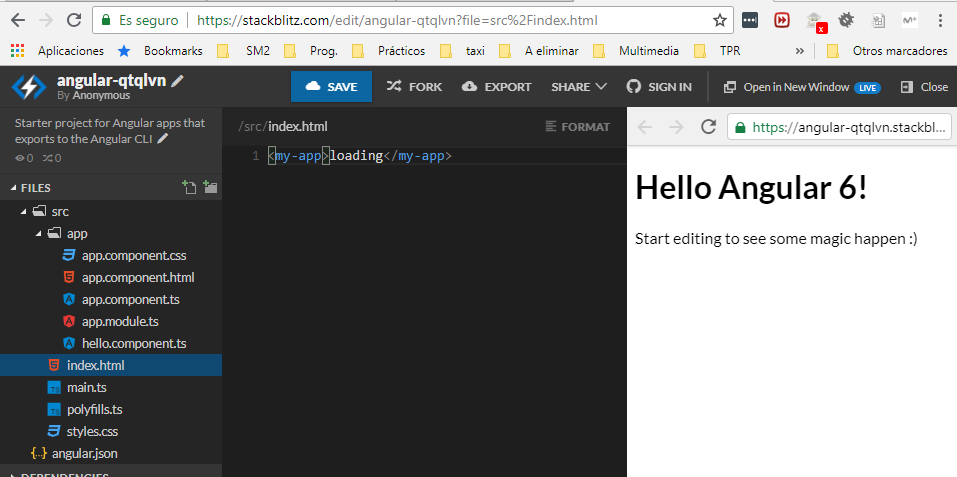 Es seguro | https://stackblitz.com/edit/angular-qtqlvn?file=src%2Findex.html
Aplicaciones Bookmarks SM2 Prog. Prácticos taxi A eliminar Multimedia TPR » Otros marcadores
angular-qtqlvn
By Anonymous
SAVE FORK EXPORT SHARE SIGN IN Open in New Window LIVE Close
Starter project for Angular apps that
exports to the Angular CLI
0 0
FILES
src
app
app.component.css
app.component.html
app.component.ts
app.module.ts
hello.component.ts
index.html
main.ts
polyfills.ts
styles.css
angular.json
DEPENDENCIES
/src/index.html FORMAT
1 <my-app>loading</my-app>
https://angular-qtqlvn.stackbl...
Hello Angular 6!
Start editing to see some magic happen :)